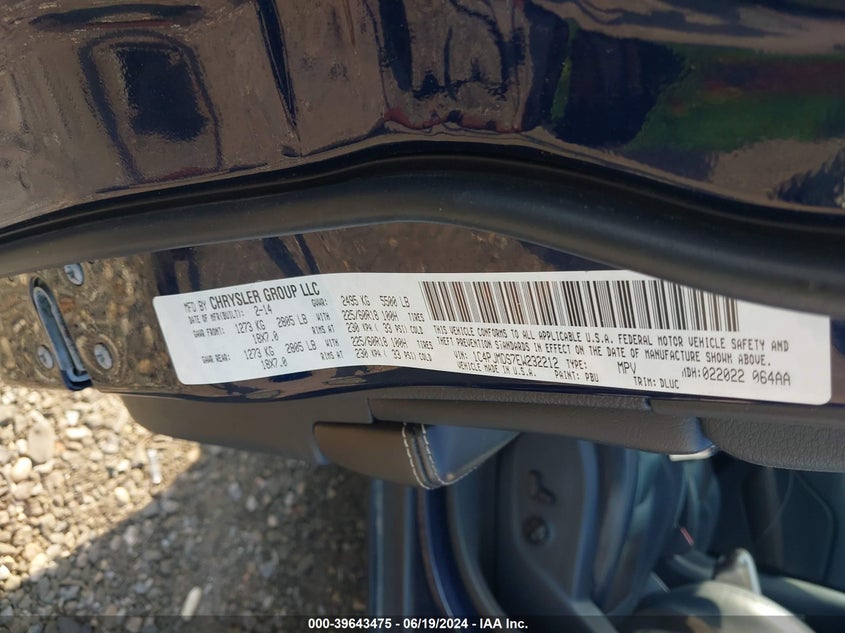 MFD BY CHRYSLER GROUP LLC
DATE OF MFR(BUILT): 2-14 GVWR: 2495 KG 5500 LB
GAWR FRONT: 1273 KG 2805 LB 225/60R18 100H TIRES
18X7.0 RIMS AT 230 KPA ( 33 PSI) COLD
GAWR REAR: 1273 KG 2805 LB 225/60R18 100H TIRES
18X7.0 RIMS AT 230 KPA ( 33 PSI) COLD
THIS VEHICLE CONFORMS TO ALL APPLICABLE U.S.A. FEDERAL MOTOR VEHICLE SAFETY AND
THEFT PREVENTION STANDARDS IN EFFECT ON THE DATE OF MANUFACTURE SHOWN ABOVE.
VIN: 1C4PJMDS7EW232212 TYPE: MPV MDH:022022 064AA
VEHICLE MADE IN U.S.A. PAINT: PBU TRIM: DLUC
000-39643475 - 06/19/2024 - IAA Inc.